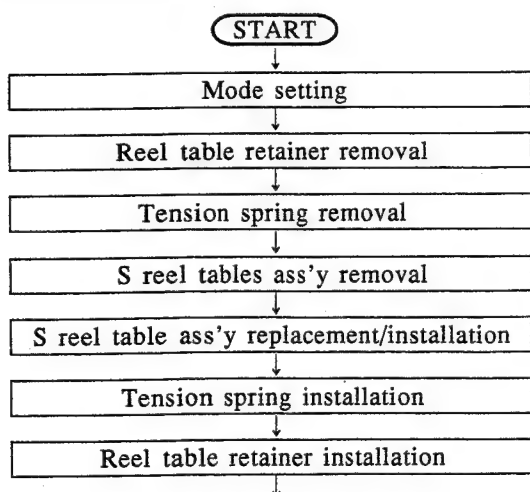 START
Mode setting
Reel table retainer removal
Tension spring removal
S reel tables ass'y removal
S reel table ass'y replacement/installation
Tension spring installation
Reel table retainer installation